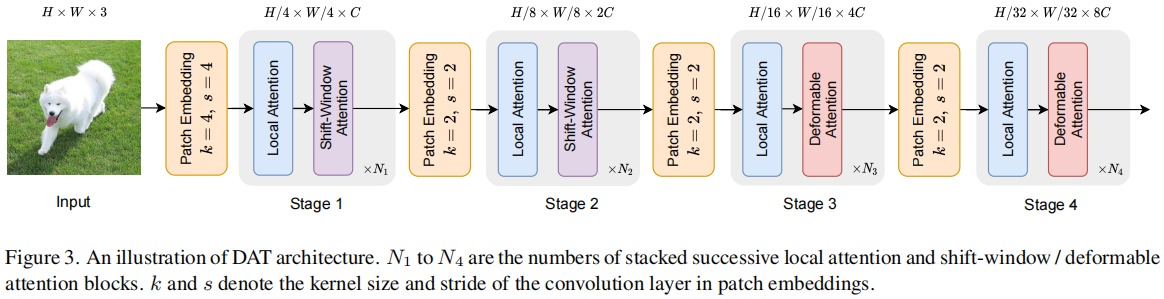 H × W × 3
H/4 × W/4 × C
H/8 × W/8 × 2C
H/16 × W/16 × 4C
H/32 × W/32 × 8C
Patch Embedding
k = 4, s = 4
Local Attention
Shift-Window
Attention
×N₁
Patch Embedding
k = 2, s = 2
Local Attention
Shift-Window
Attention
×N₂
Patch Embedding
k = 2, s = 2
Local Attention
Deformable
Attention
×N₃
Patch Embedding
k = 2, s = 2
Local Attention
Deformable
Attention
×N₄
Input
Stage 1
Stage 2
Stage 3
Stage 4
Figure 3. An illustration of DAT architecture. N₁ to N₄ are the numbers of stacked successive local attention and shift-window / deformable
attention blocks. k and s denote the kernel size and stride of the convolution layer in patch embeddings.